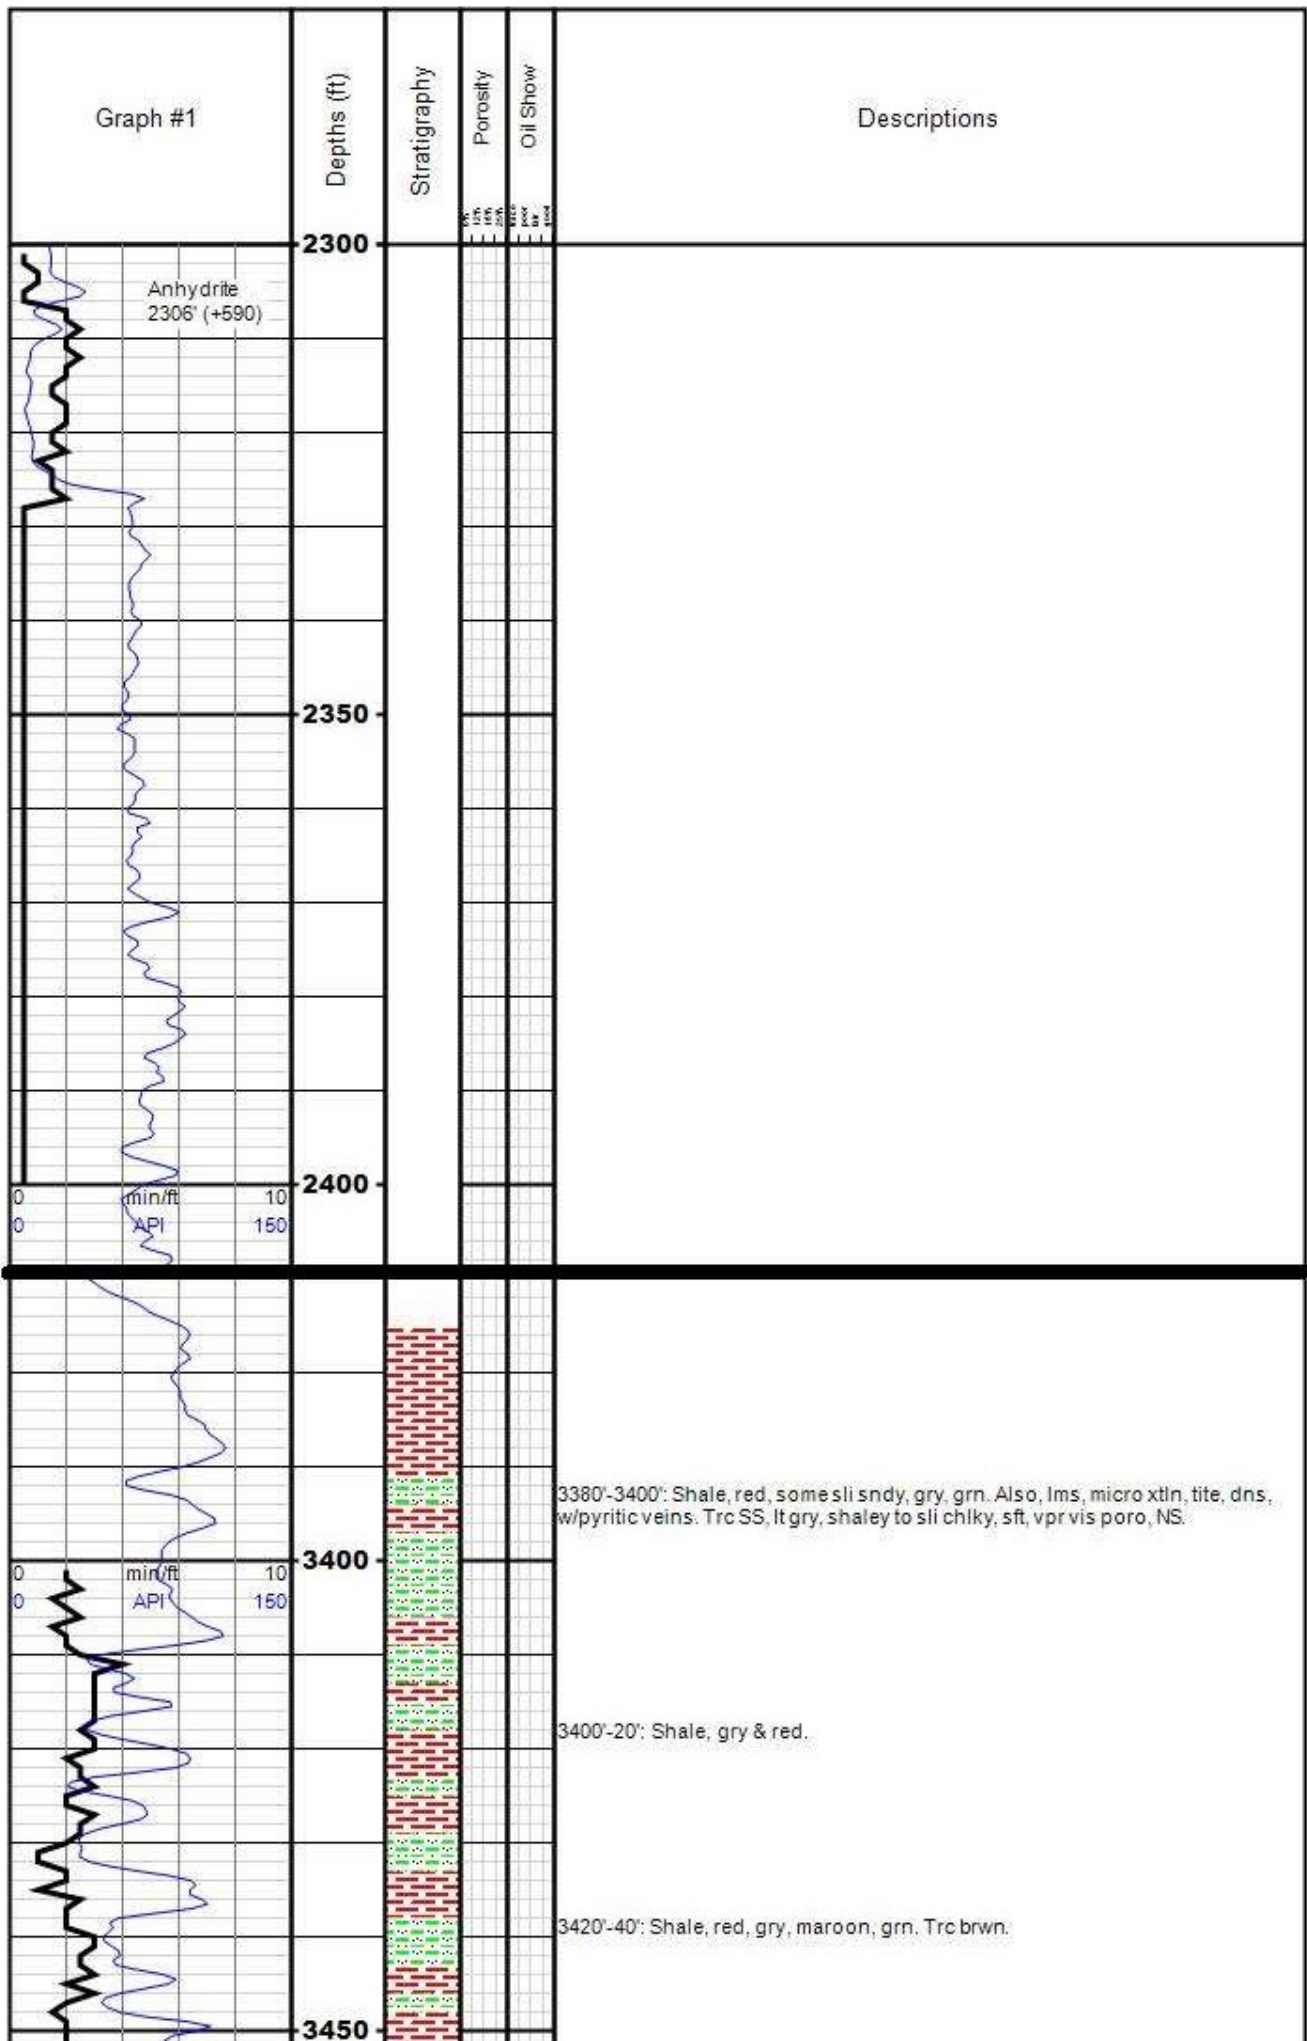 Graph #1
Depths (ft)
Stratigraphy
Porosity
Oil Show
Descriptions
2300
Anhydrite
2306' (+590)
2350
2400
0 min/ft 10
0 API 150
3380'-3400': Shale, red, some sli sndy, gry, grn. Also, lms, micro xtln, tite, dns,
w/pyritic veins. Trc SS, lt gry, shaley to sli chlky, sft, vpr vis poro, NS.
3400
0 min/ft 10
0 API 150
3400'-20': Shale, gry & red.
3420'-40': Shale, red, gry, maroon, grn. Trc brwn.
3450